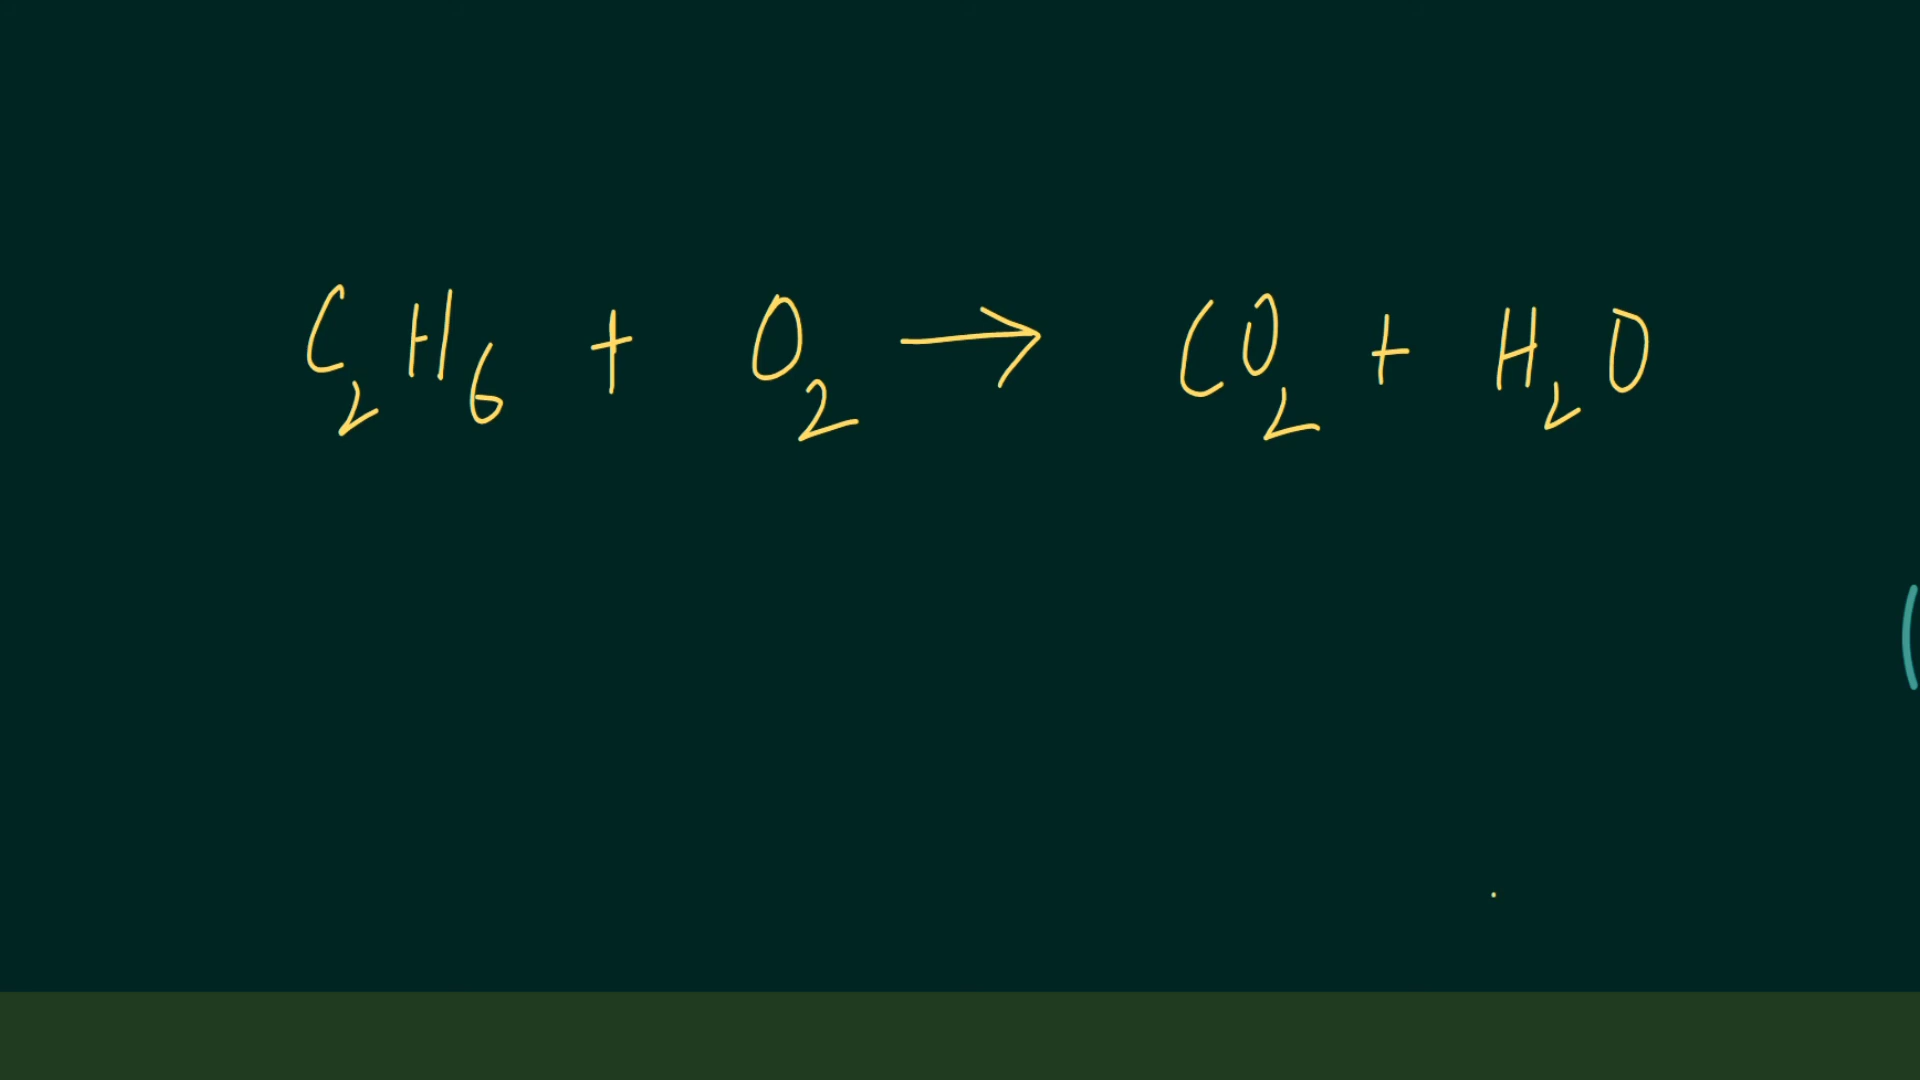 C₂H₆ + O₂ → CO₂ + H₂O